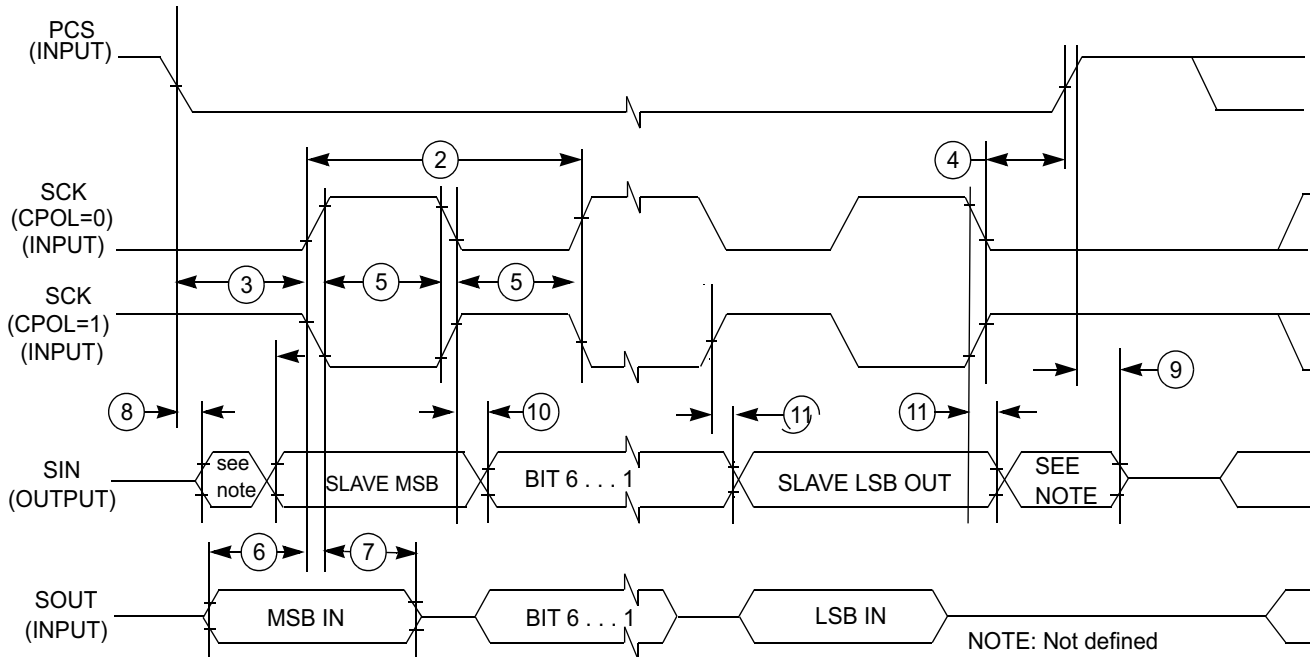 PCS
(INPUT)
2
4
SCK
(CPOL=0)
(INPUT)
3
5
5
SCK
(CPOL=1)
(INPUT)
8
10
11
11
9
SIN
(OUTPUT)
see
note
SLAVE MSB
BIT 6 . . . 1
SLAVE LSB OUT
SEE
NOTE
6
7
SOUT
(INPUT)
MSB IN
BIT 6 . . . 1
LSB IN
NOTE: Not defined